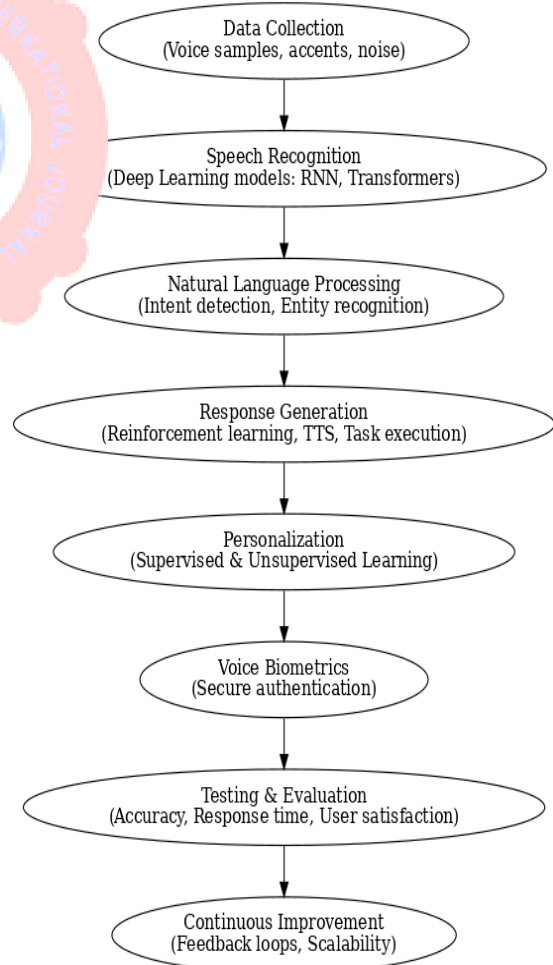 Data Collection
(Voice samples, accents, noise)
Speech Recognition
(Deep Learning models: RNN, Transformers)
Natural Language Processing
(Intent detection, Entity recognition)
Response Generation
(Reinforcement learning, TTS, Task execution)
Personalization
(Supervised & Unsupervised Learning)
Voice Biometrics
(Secure authentication)
Testing & Evaluation
(Accuracy, Response time, User satisfaction)
Continuous Improvement
(Feedback loops, Scalability)
JOURNAL